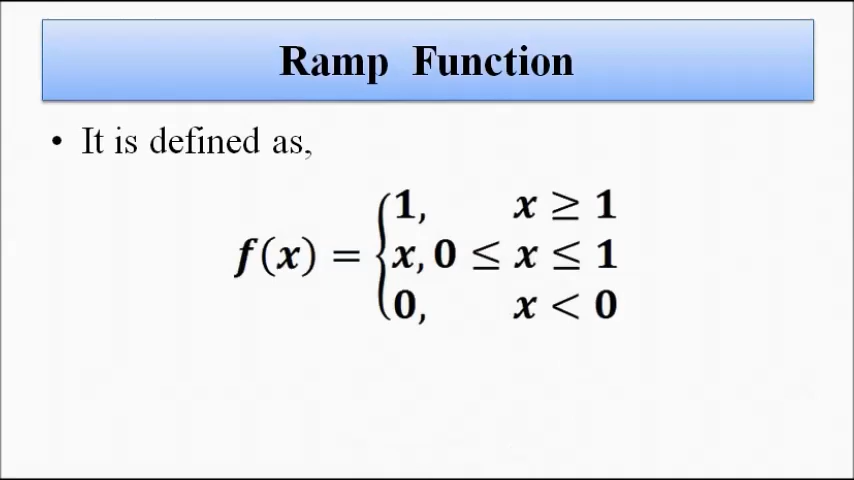 Ramp Function
• It is defined as,
1, x ≥ 1
f(x) = { x, 0 ≤ x ≤ 1
0, x < 0